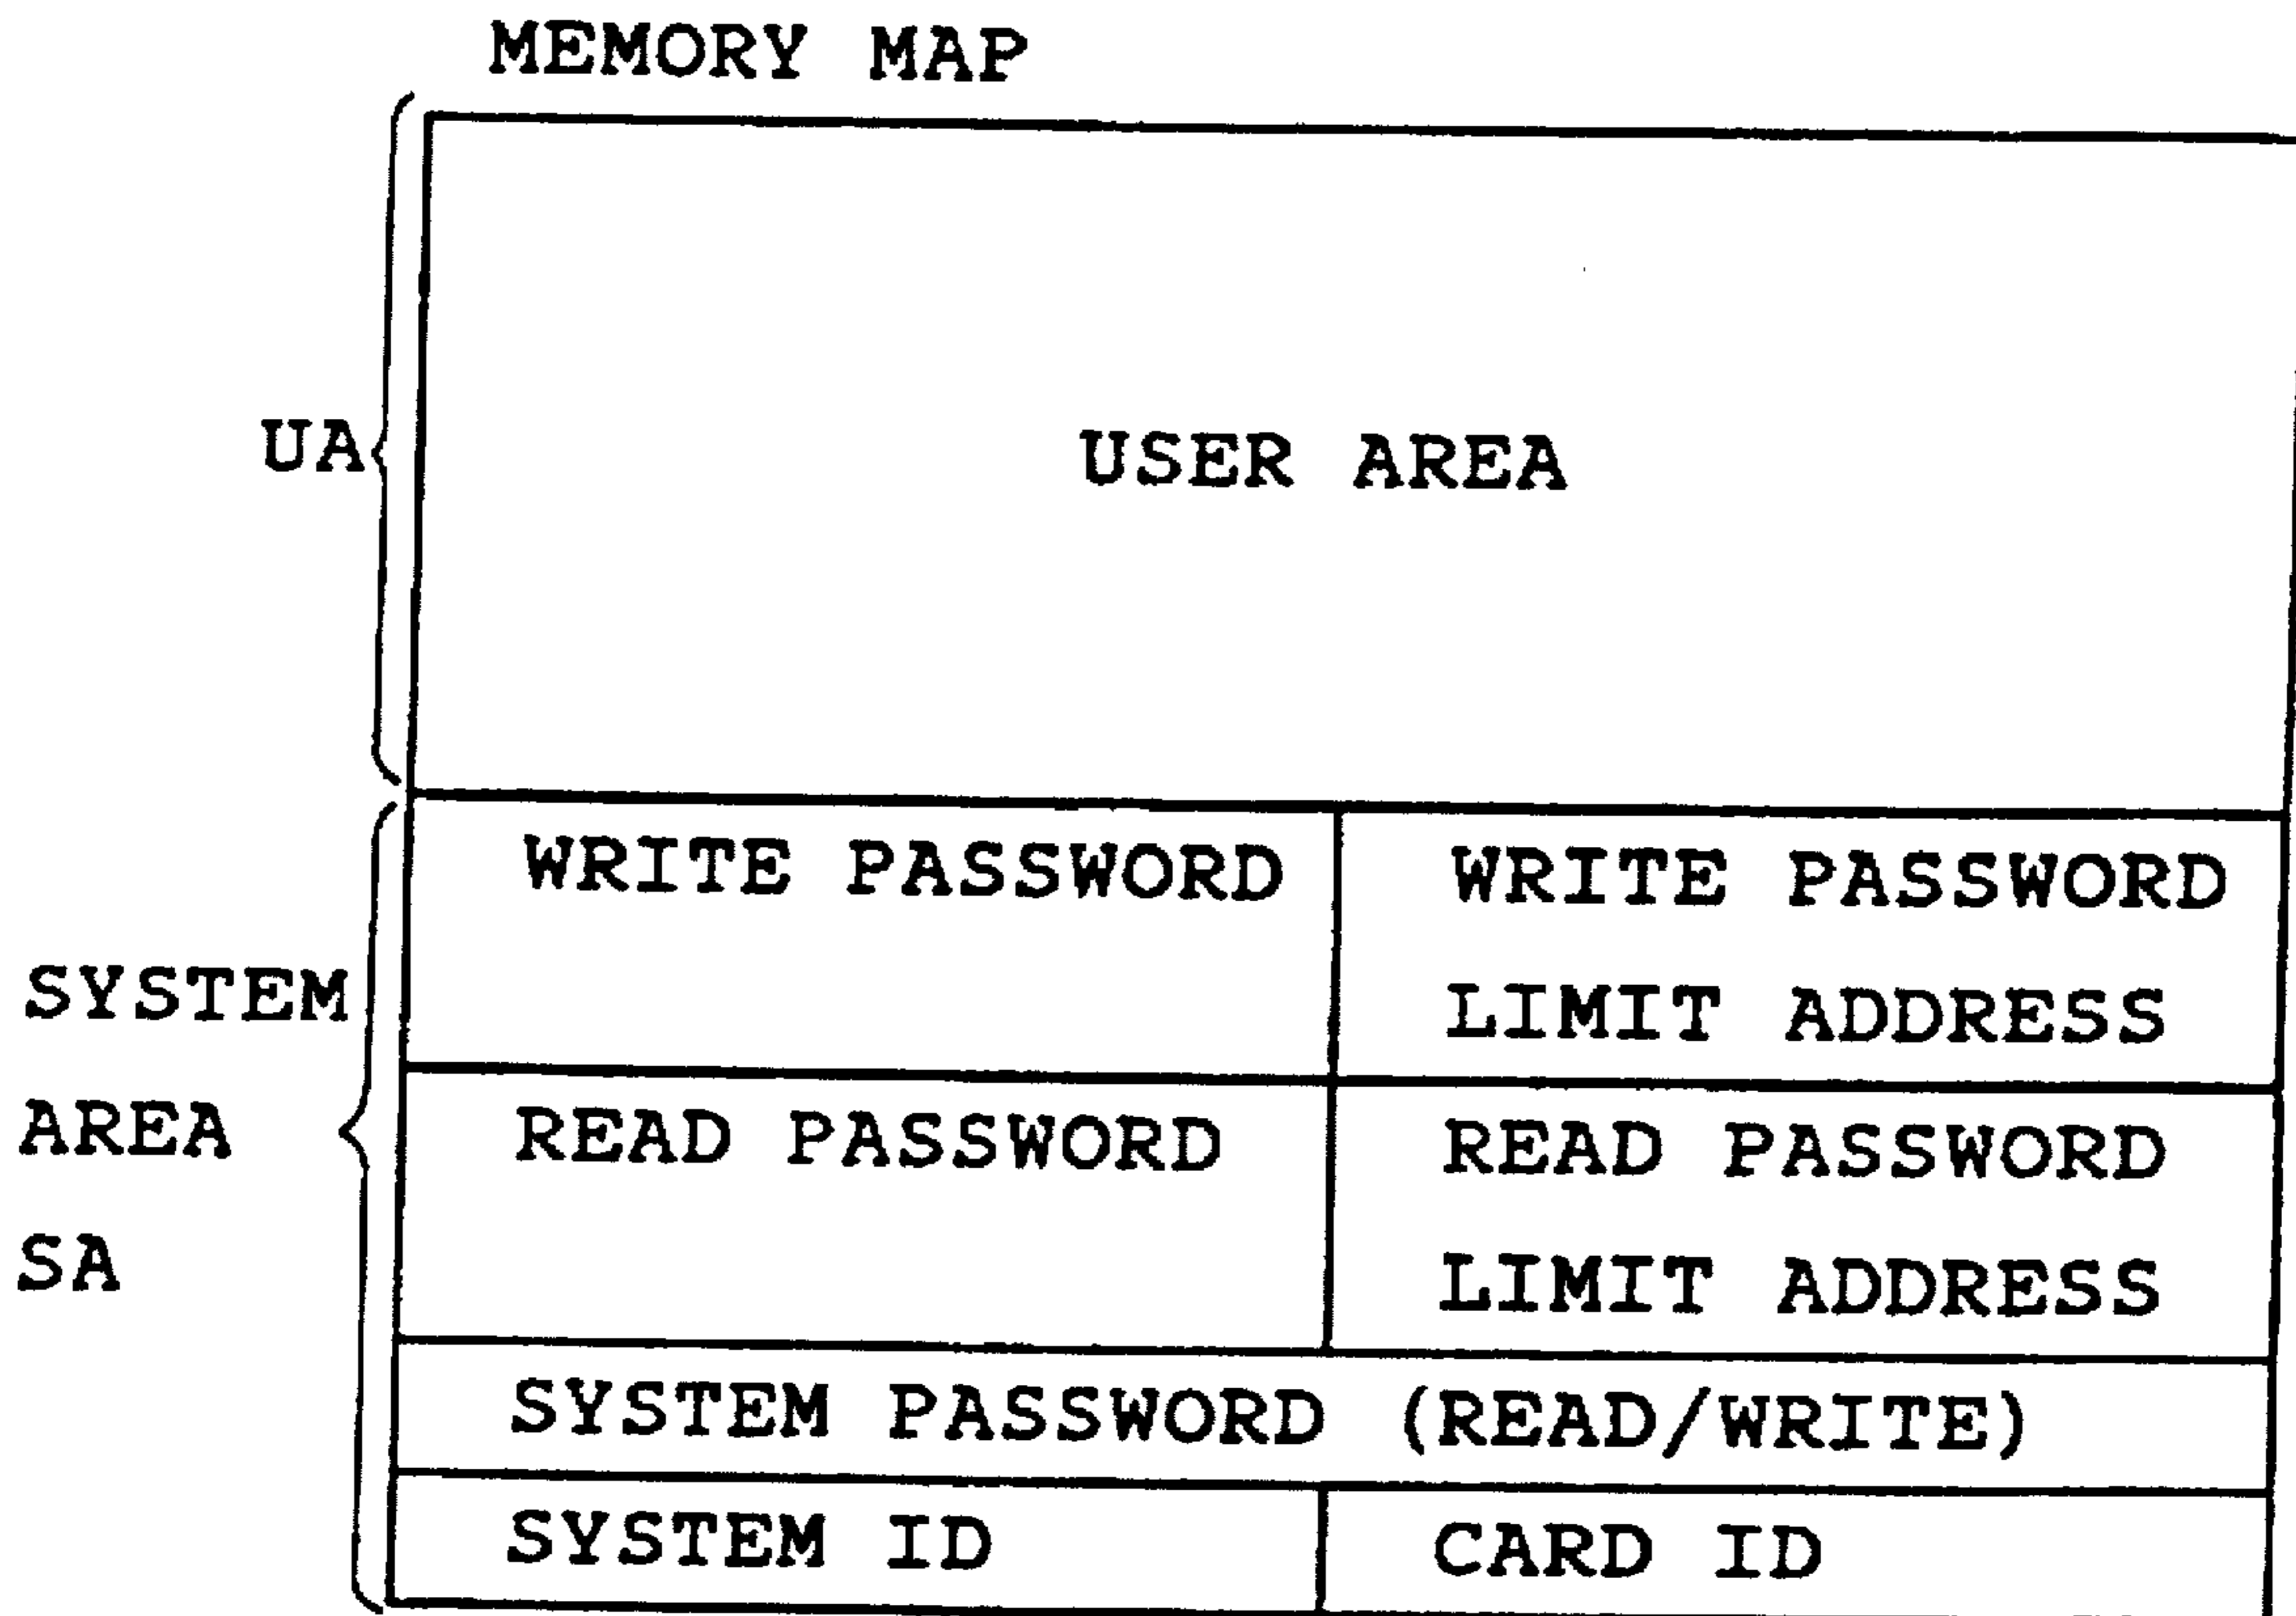 MEMORY MAP
UA
USER AREA
SYSTEM
AREA
SA
WRITE PASSWORD
WRITE PASSWORD
LIMIT ADDRESS
READ PASSWORD
READ PASSWORD
LIMIT ADDRESS
SYSTEM PASSWORD (READ/WRITE)
SYSTEM ID
CARD ID